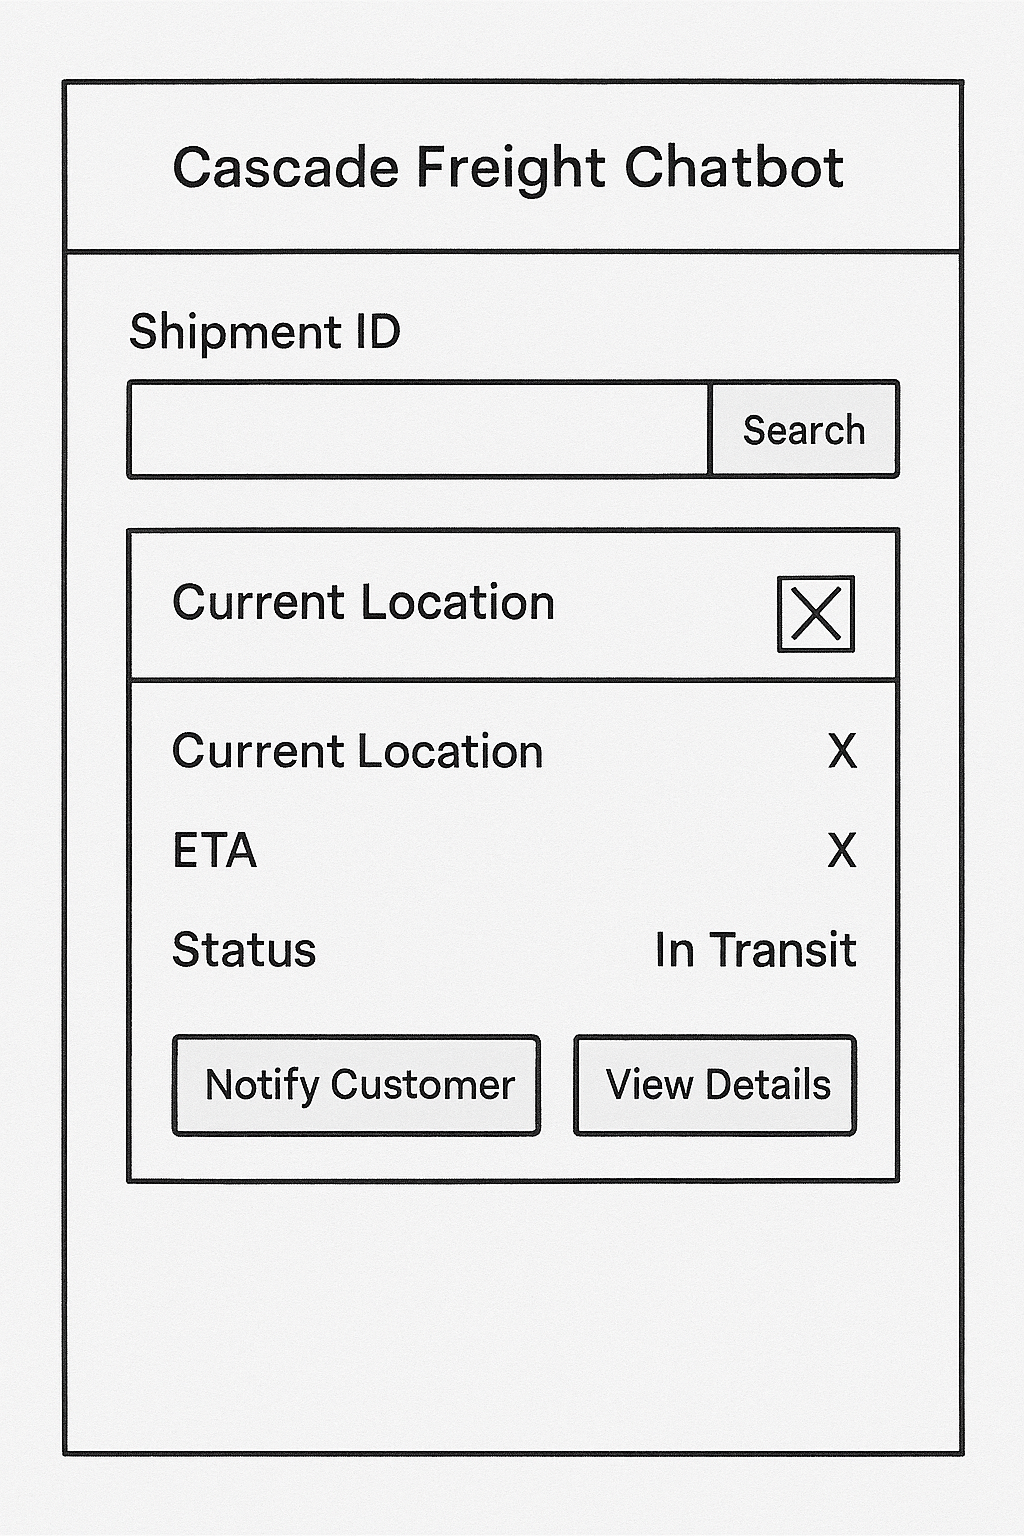 Cascade Freight Chatbot
Shipment ID
Search
Current Location
Current Location X
ETA X
Status In Transit
Notify Customer View Details